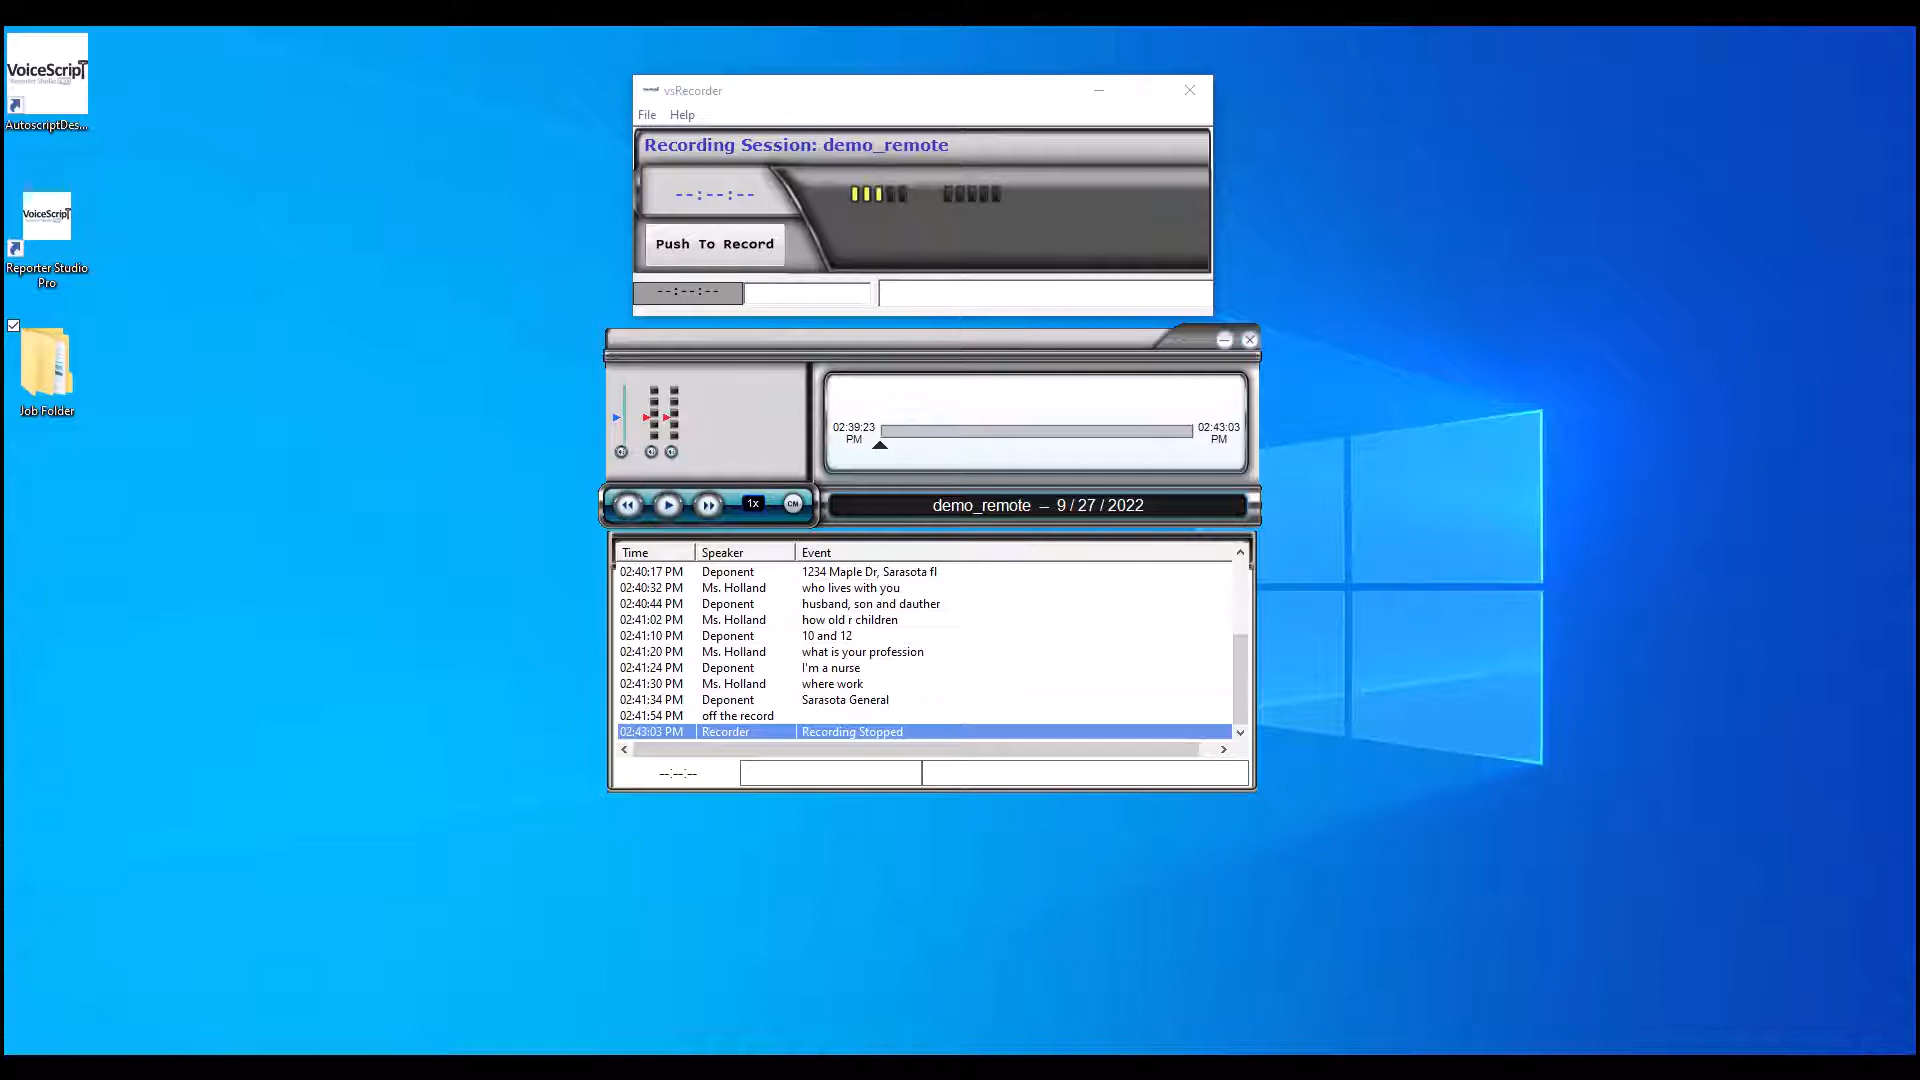 VoiceScript
Reporter Studio
AutoscriptDes...
VoiceScript
Reporter Studio
Pro
Job Folder
vsRecorder
File Help
Recording Session: demo_remote
--:--:--
Push To Record
--:--:--
02:39:23
PM
02:43:03
PM
1x
CM
demo_remote -- 9 / 27 / 2022
Time Speaker Event
02:40:17 PM Deponent 1234 Maple Dr, Sarasota fl
02:40:32 PM Ms. Holland who lives with you
02:40:44 PM Deponent husband, son and dauther
02:41:02 PM Ms. Holland how old r children
02:41:10 PM Deponent 10 and 12
02:41:20 PM Ms. Holland what is your profession
02:41:24 PM Deponent I'm a nurse
02:41:30 PM Ms. Holland where work
02:41:34 PM Deponent Sarasota General
02:41:54 PM off the record
02:43:03 PM Recorder Recording Stopped
--:--:--